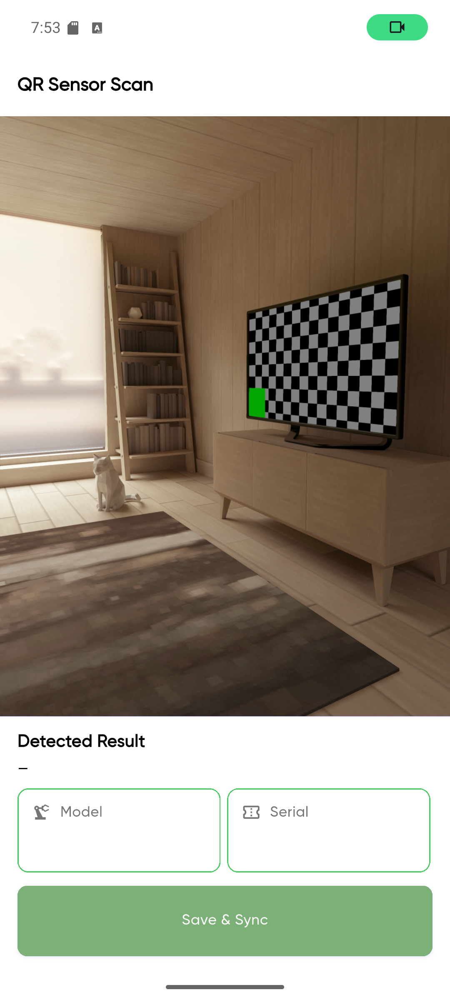 7:53
QR Sensor Scan
Detected Result
–
Model
Serial
Save & Sync